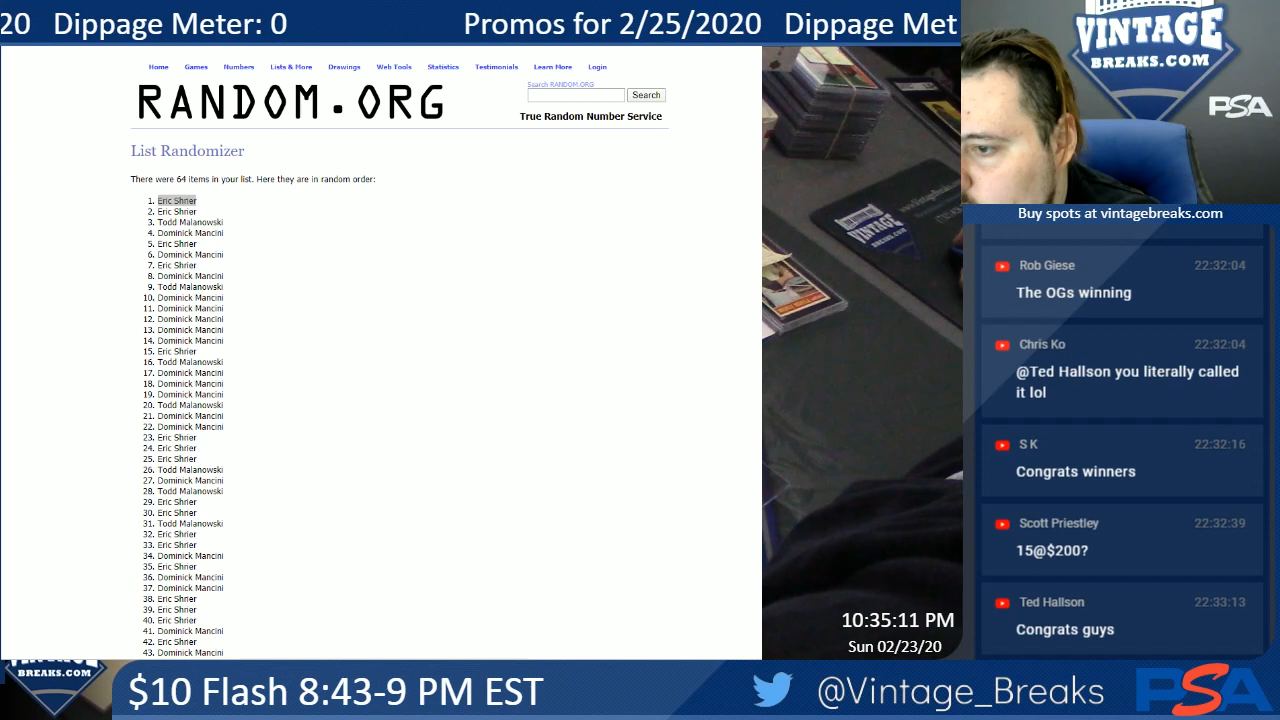 20 Dippage Meter: 0 Promos for 2/25/2020 Dippage Met
Home Games Numbers Lists & More Drawings Web Tools Statistics Testimonials Learn More Login
RANDOM.ORG
Search RANDOM.ORG
Search
True Random Number Service
List Randomizer
There were 64 items in your list. Here they are in random order:
1. Eric Shrier
2. Eric Shrier
3. Todd Malanowski
4. Dominick Mancini
5. Eric Shrier
6. Dominick Mancini
7. Eric Shrier
8. Dominick Mancini
9. Todd Malanowski
10. Dominick Mancini
11. Dominick Mancini
12. Dominick Mancini
13. Dominick Mancini
14. Dominick Mancini
15. Eric Shrier
16. Todd Malanowski
17. Dominick Mancini
18. Dominick Mancini
19. Dominick Mancini
20. Todd Malanowski
21. Dominick Mancini
22. Dominick Mancini
23. Eric Shrier
24. Eric Shrier
25. Eric Shrier
26. Todd Malanowski
27. Dominick Mancini
28. Todd Malanowski
29. Eric Shrier
30. Eric Shrier
31. Todd Malanowski
32. Eric Shrier
33. Eric Shrier
34. Dominick Mancini
35. Eric Shrier
36. Dominick Mancini
37. Dominick Mancini
38. Eric Shrier
39. Eric Shrier
40. Eric Shrier
41. Dominick Mancini
42. Eric Shrier
43. Dominick Mancini
VINTAGE
BREAKS
VINTAGE
BREAKS.COM
PSA
Buy spots at vintagebreaks.com
Rob Giese 22:32:04
The OGs winning
Chris Ko 22:32:04
@Ted Hallson you literally called
it lol
S K 22:32:16
Congrats winners
Scott Priestley 22:32:39
15@$200?
Ted Hallson 22:33:13
Congrats guys
10:35:11 PM
Sun 02/23/20
VINTAGE
BREAKS.COM
$10 Flash 8:43-9 PM EST
@Vintage_Breaks
PSA